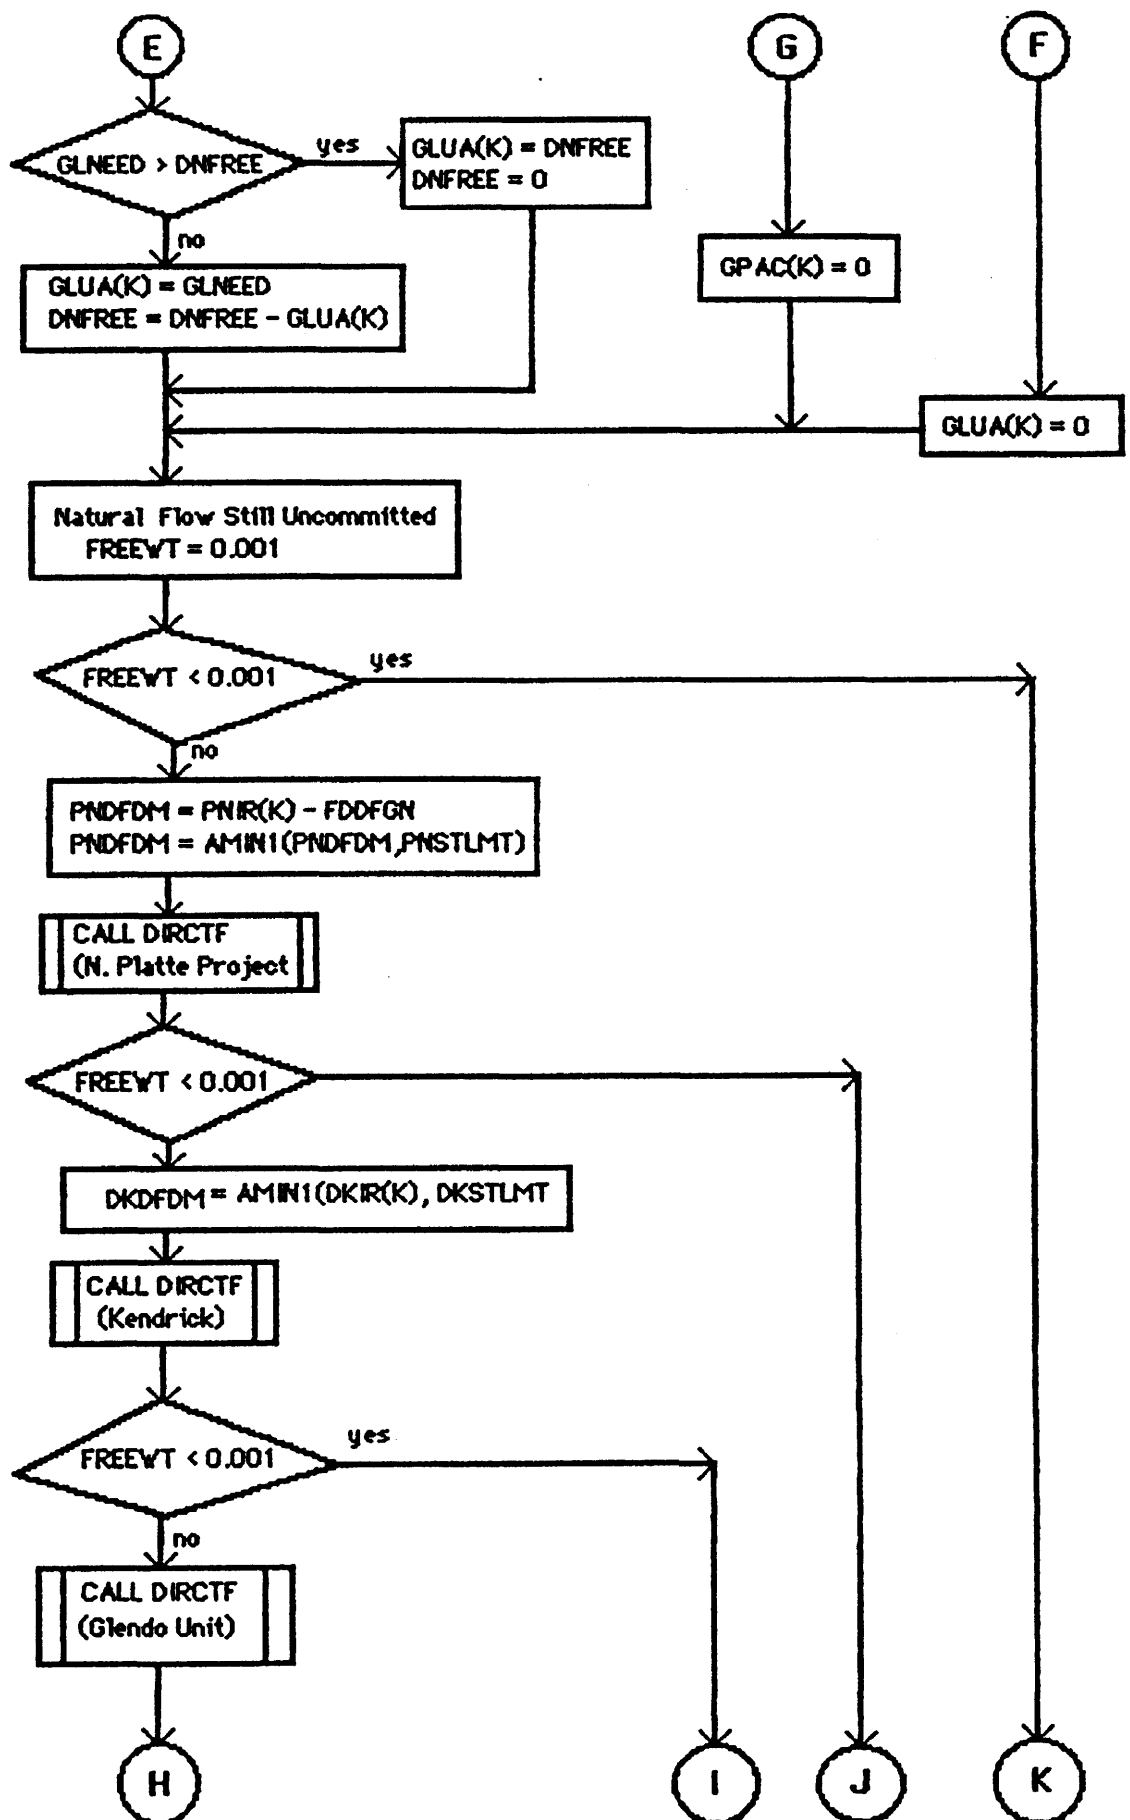 E
G
F
GLNEED > DNFREE
yes
GLUA(K) = DNFREE
DNFREE = 0
no
GLUA(K) = GLNEED
DNFREE = DNFREE - GLUA(K)
GPAC(K) = 0
GLUA(K) = 0
Natural Flow Still Uncommitted
FREEWT = 0.001
FREEWT < 0.001
yes
no
PNDFDM = PNIR(K) - FDDFGN
PNDFDM = AMIN1(PNDFDM,PNSTLMT)
CALL DIRCTF
(N. Platte Project
FREEWT < 0.001
DKDFDM = AMIN1(DKIR(K), DKSTLMT
CALL DIRCTF
(Kendrick)
FREEWT < 0.001
yes
no
CALL DIRCTF
(Glendo Unit)
H
I
J
K